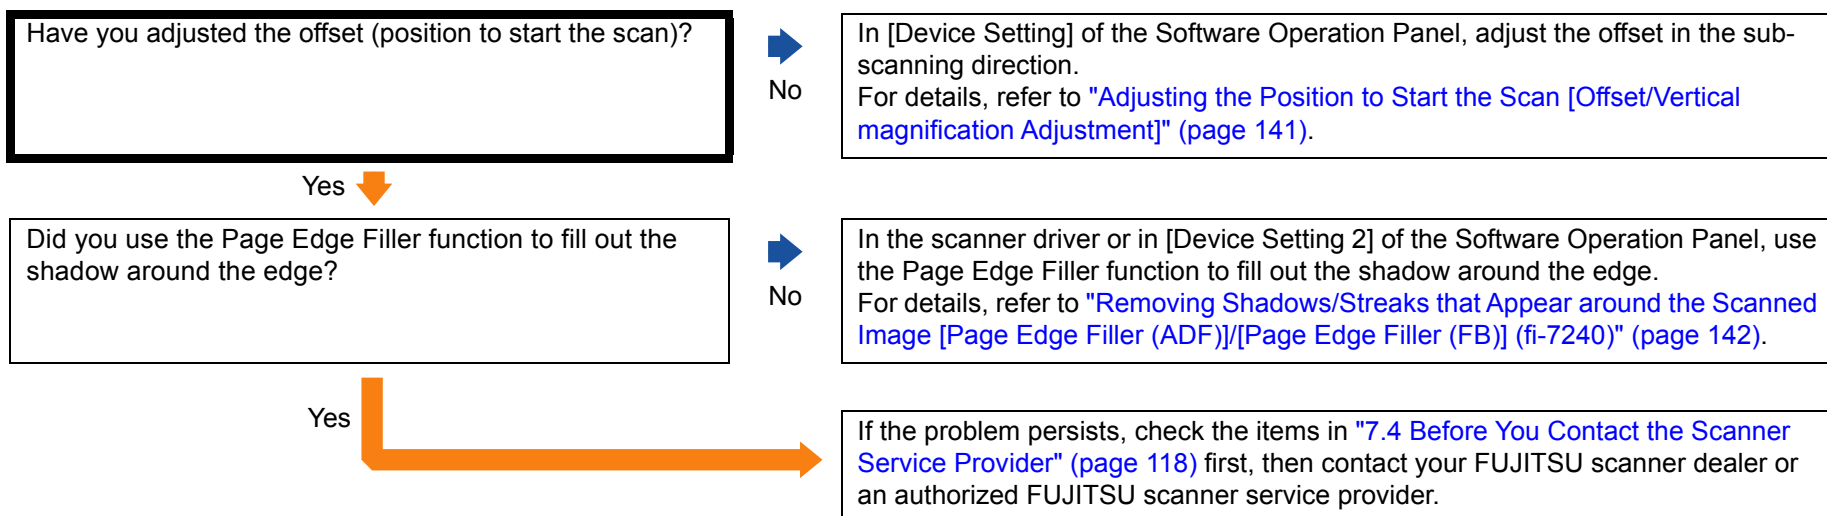 Have you adjusted the offset (position to start the scan)?
No
In [Device Setting] of the Software Operation Panel, adjust the offset in the sub-
scanning direction.
For details, refer to "Adjusting the Position to Start the Scan [Offset/Vertical
magnification Adjustment]" (page 141).
Yes
Did you use the Page Edge Filler function to fill out the
shadow around the edge?
No
In the scanner driver or in [Device Setting 2] of the Software Operation Panel, use
the Page Edge Filler function to fill out the shadow around the edge.
For details, refer to "Removing Shadows/Streaks that Appear around the Scanned
Image [Page Edge Filler (ADF)]/[Page Edge Filler (FB)] (fi-7240)" (page 142).
Yes
If the problem persists, check the items in "7.4 Before You Contact the Scanner
Service Provider" (page 118) first, then contact your FUJITSU scanner dealer or
an authorized FUJITSU scanner service provider.